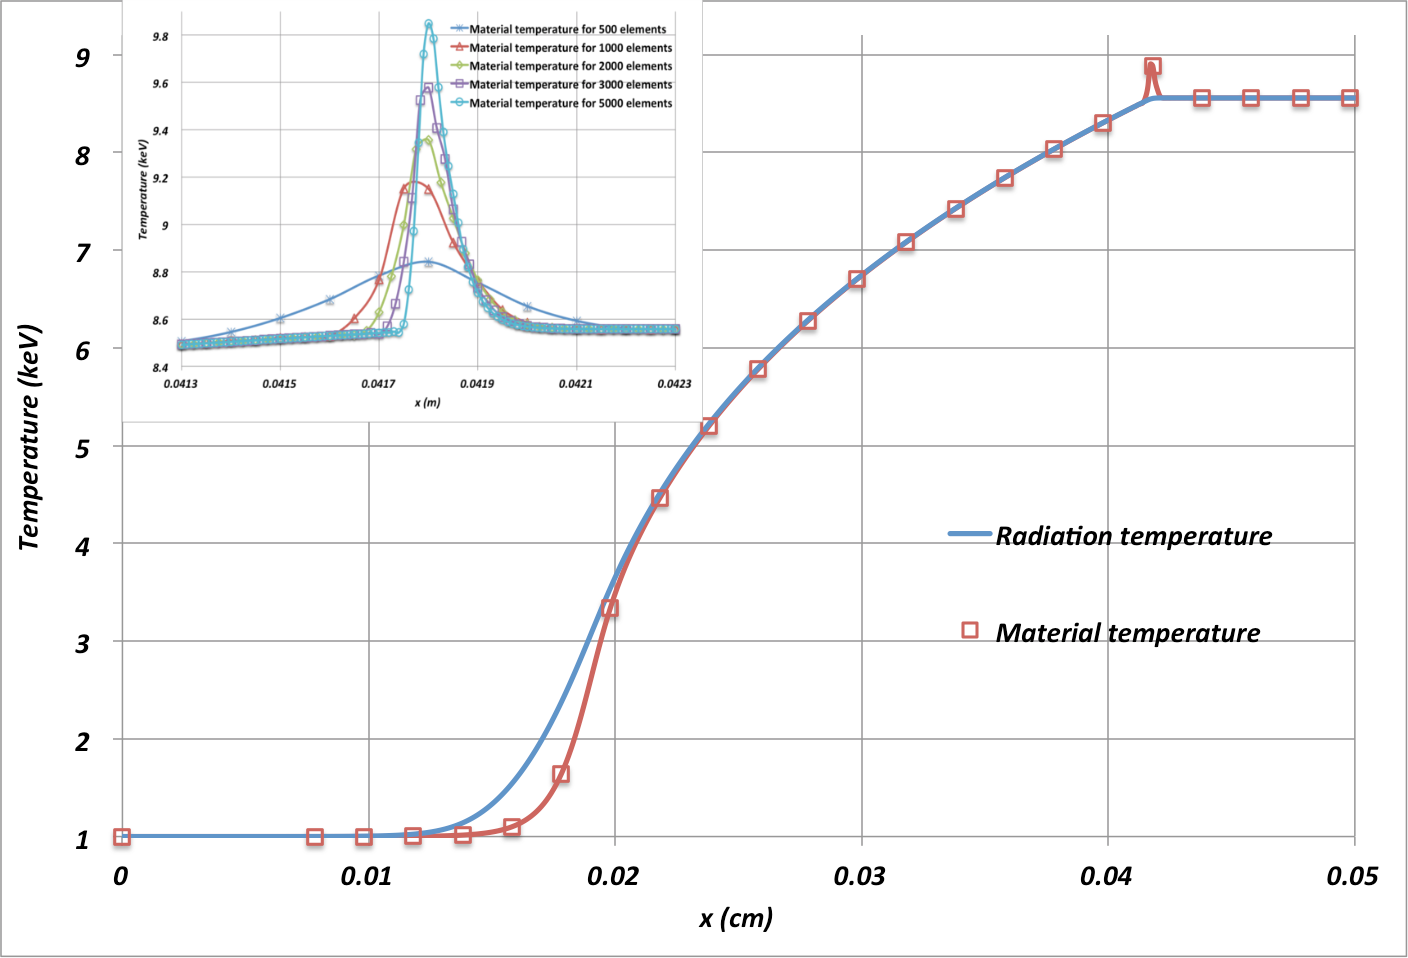 9.8
9.6
9.4
9.2
9
8.8
8.6
8.4
Temperature (keV)
0.0413 0.0415 0.0417 0.0419 0.0421 0.0423
x (m)
Material temperature for 500 elements
Material temperature for 1000 elements
Material temperature for 2000 elements
Material temperature for 3000 elements
Material temperature for 5000 elements
9
8
7
6
5
4
3
2
1
Temperature (keV)
Radiation temperature
Material temperature
0 0.01 0.02 0.03 0.04 0.05
x (cm)